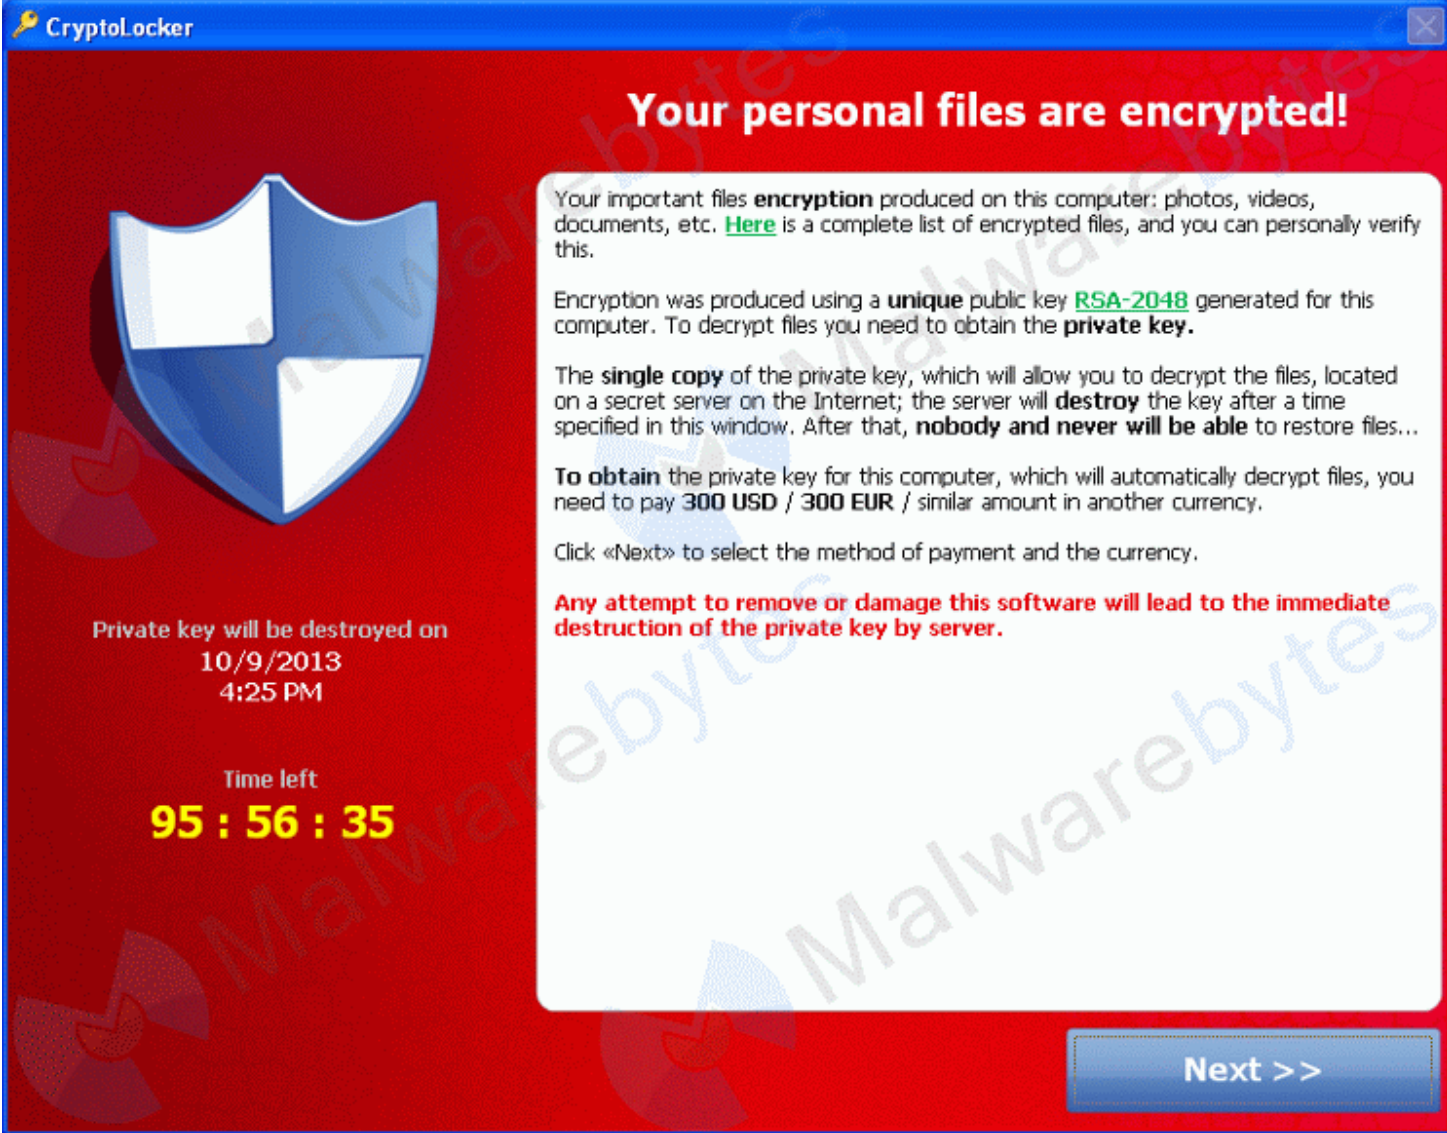 CryptoLocker
Your personal files are encrypted!
Your important files encryption produced on this computer: photos, videos,
documents, etc. Here is a complete list of encrypted files, and you can personally verify
this.
Encryption was produced using a unique public key RSA-2048 generated for this
computer. To decrypt files you need to obtain the private key.
The single copy of the private key, which will allow you to decrypt the files, located
on a secret server on the Internet; the server will destroy the key after a time
specified in this window. After that, nobody and never will be able to restore files...
To obtain the private key for this computer, which will automatically decrypt files, you
need to pay 300 USD / 300 EUR / similar amount in another currency.
Click «Next» to select the method of payment and the currency.
Any attempt to remove or damage this software will lead to the immediate
destruction of the private key by server.
Private key will be destroyed on
10/9/2013
4:25 PM
Time left
95 : 56 : 35
Next >>
Malwarebytes
Malwarebytes
Malwarebytes
Malwarebytes